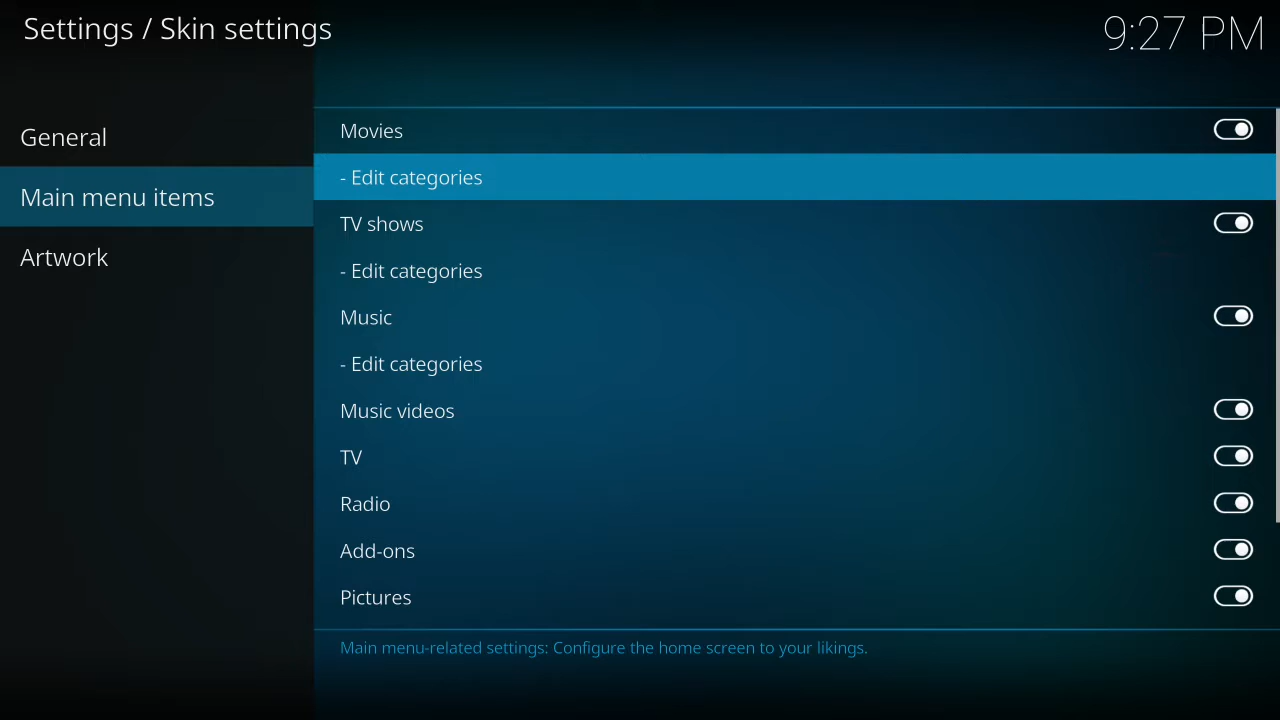 Settings / Skin settings
9:27 PM
General
Main menu items
Artwork
Movies
- Edit categories
TV shows
- Edit categories
Music
- Edit categories
Music videos
TV
Radio
Add-ons
Pictures
Main menu-related settings: Configure the home screen to your likings.